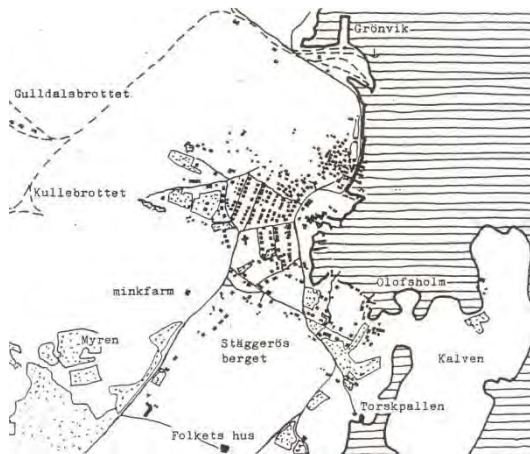 Grönvik
Gulldalsbrottet
Kullebrottet
minkfarm
Olofsholm
Myren
Stäggerös
berget
Kalven
Torskpallen
Folkets hus